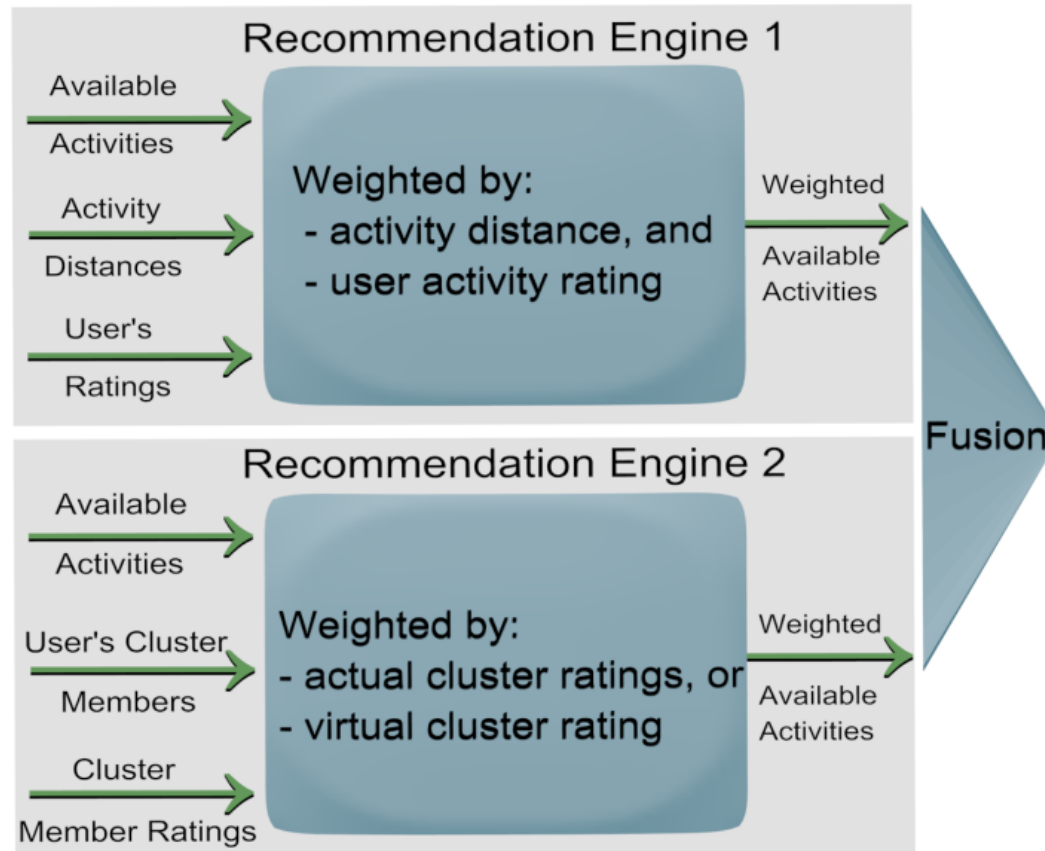 Recommendation Engine 1
Available
Activities
Activity
Distances
User's
Ratings
Weighted by:
- activity distance, and
- user activity rating
Weighted
Available
Activities
Recommendation Engine 2
Available
Activities
User's Cluster
Members
Cluster
Member Ratings
Weighted by:
- actual cluster ratings, or
- virtual cluster rating
Weighted
Available
Activities
Fusion